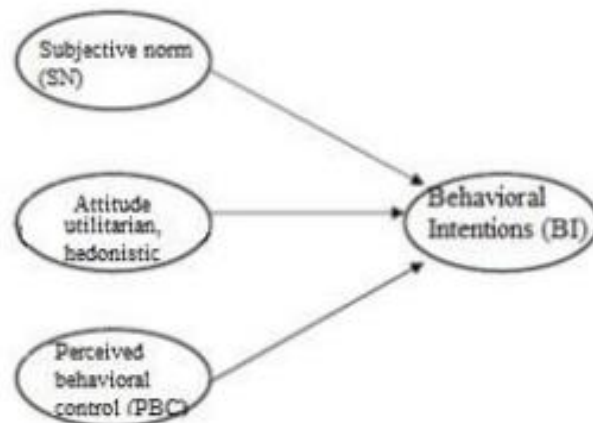 Subjective norm
(SN)
Attitude
utilitarian,
hedonistic
Behavioral
Intentions (BI)
Perceived
behavioral
control (PBC)